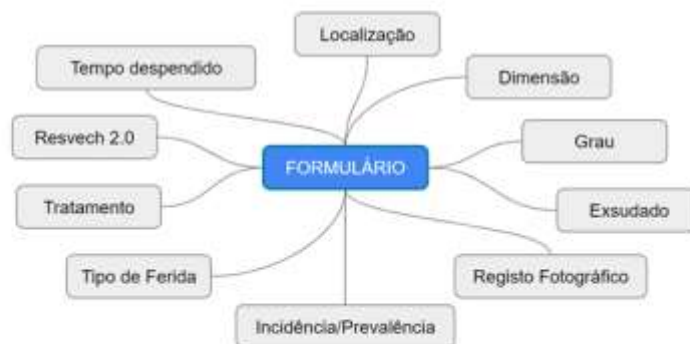 Localização
Tempo despendido
Dimensão
Resvech 2.0
Grau
FORMULÁRIO
Tratamento
Exsudado
Tipo de Ferida
Registo Fotográfico
Incidência/Prevalência